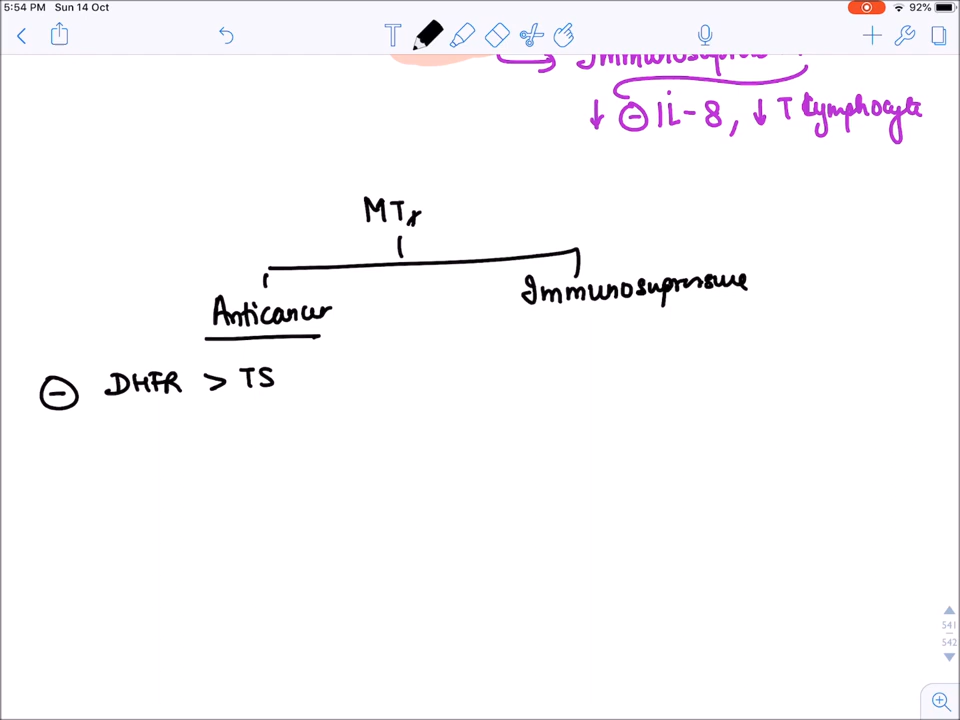 5:54 PM Sun 14 Oct 92%
T
↓ ⊖ IL-8, ↓ T Lymphocyte
MTx
Anticancer Immunosupressive
⊖ DHFR > TS
541
542